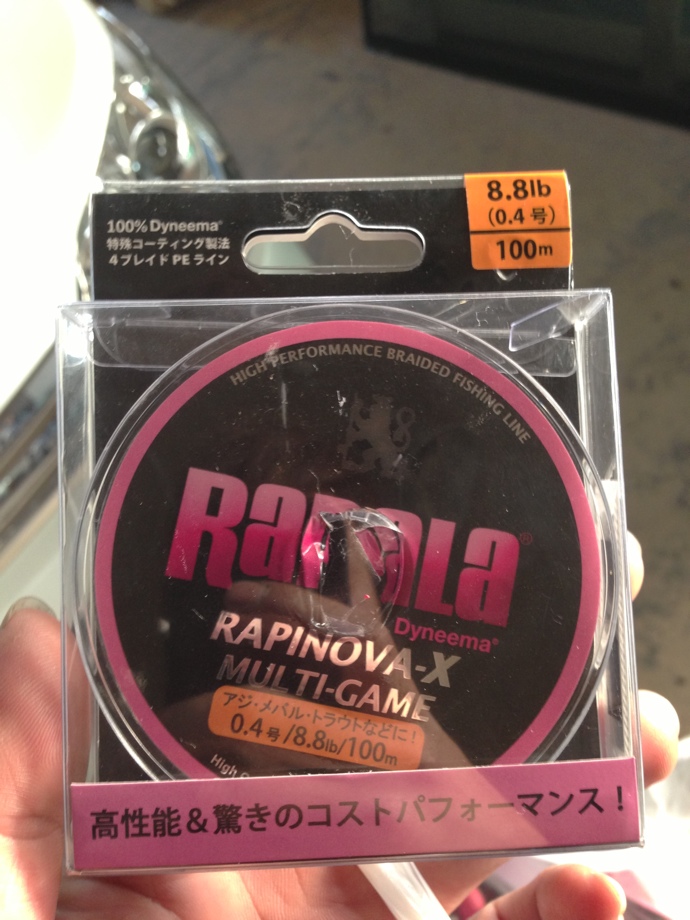 8.8lb
(0.4 号)
100m
100% Dyneema®
特殊コーティング製法
4ブレイド PE ライン
HIGH PERFORMANCE BRAIDED FISHING LINE
RAPALA®
Dyneema®
RAPINOVA-X
MULTI-GAME
アジ・メバル・トラウトなどに!
0.4 号/8.8lb/100m
High
高性能&驚きのコストパフォーマンス!